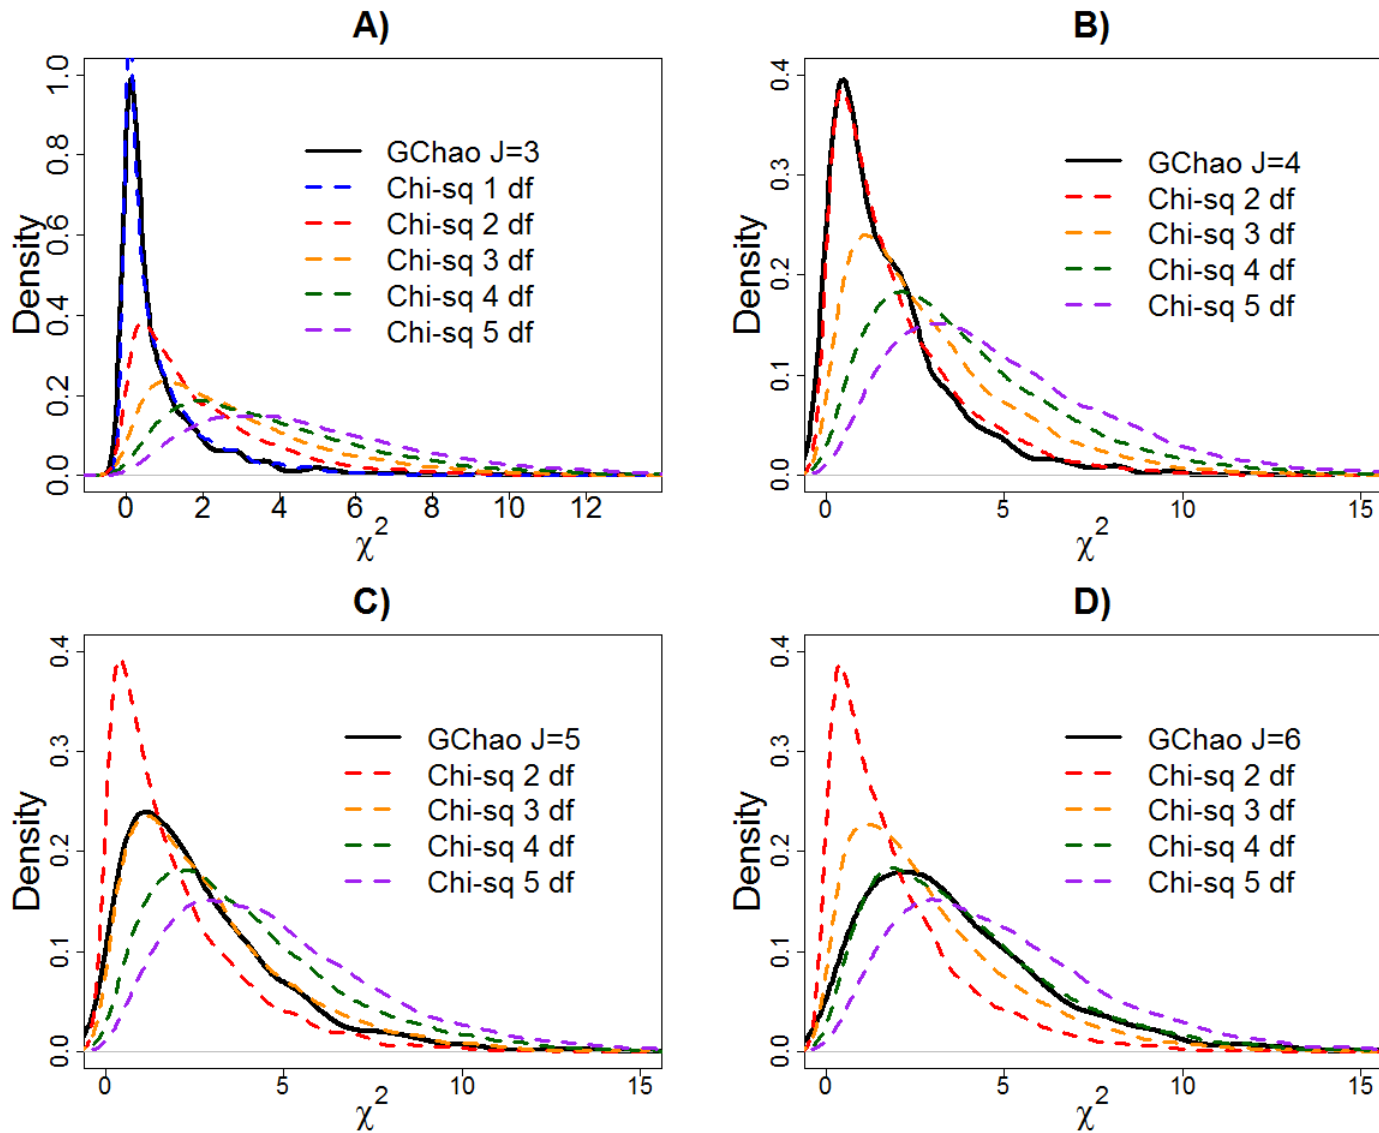 A)
Density
0.0 0.2 0.4 0.6 0.8 1.0
GChao J=3
Chi-sq 1 df
Chi-sq 2 df
Chi-sq 3 df
Chi-sq 4 df
Chi-sq 5 df
0 2 4 6 8 10 12
χ²
B)
Density
0.0 0.1 0.2 0.3 0.4
GChao J=4
Chi-sq 2 df
Chi-sq 3 df
Chi-sq 4 df
Chi-sq 5 df
0 5 10 15
χ²
C)
Density
0.0 0.1 0.2 0.3 0.4
GChao J=5
Chi-sq 2 df
Chi-sq 3 df
Chi-sq 4 df
Chi-sq 5 df
0 5 10 15
χ²
D)
Density
0.0 0.1 0.2 0.3 0.4
GChao J=6
Chi-sq 2 df
Chi-sq 3 df
Chi-sq 4 df
Chi-sq 5 df
0 5 10 15
χ²